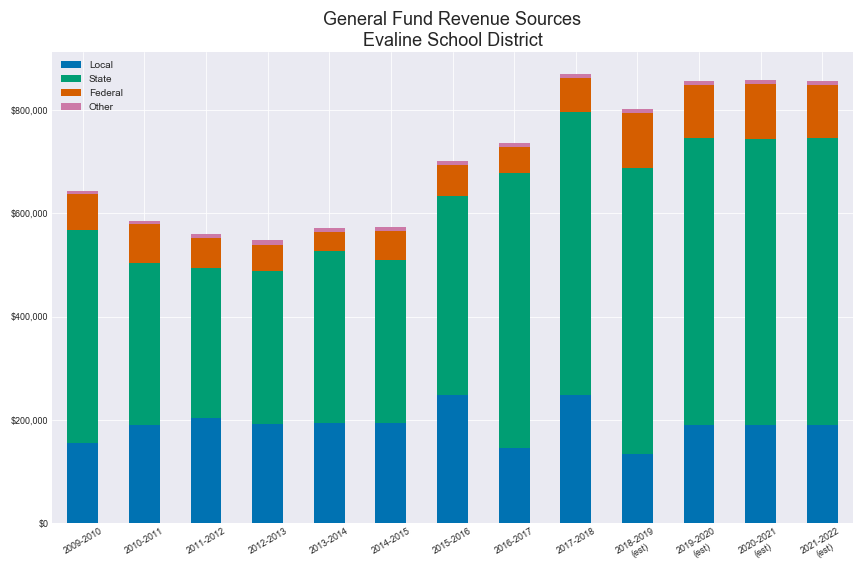 General Fund Revenue Sources
Evaline School District
Local
State
Federal
Other
$800,000
$600,000
$400,000
$200,000
$0
2009-2010
2010-2011
2011-2012
2012-2013
2013-2014
2014-2015
2015-2016
2016-2017
2017-2018
2018-2019
(est)
2019-2020
(est)
2020-2021
(est)
2021-2022
(est)